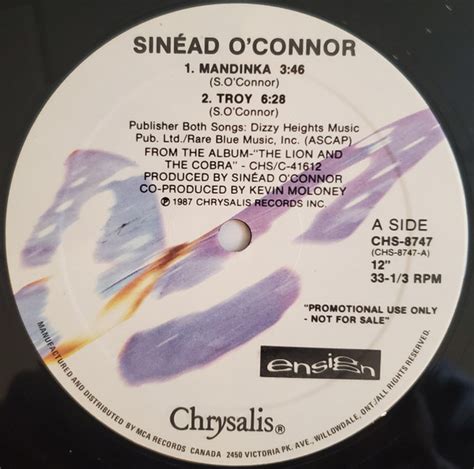 SINÉAD O'CONNOR
1. MANDINKA 3:46
(S.O'Connor)
2. TROY 6:28
(S.O'Connor)
Publisher Both Songs: Dizzy Heights Music
Pub. Ltd./Rare Blue Music, Inc. (ASCAP)
FROM THE ALBUM-"THE LION AND
THE COBRA" - CHS/C-41612
PRODUCED BY SINÉAD O'CONNOR
CO-PRODUCED BY KEVIN MOLONEY
℗ 1987 CHRYSALIS RECORDS INC.
A SIDE
CHS-8747
(CHS-8747-A)
12"
33-1/3 RPM
"PROMOTIONAL USE ONLY
- NOT FOR SALE"
ensign
Chrysalis®
MANUFACTURED AND DISTRIBUTED BY MCA RECORDS CANADA 2450 VICTORIA PK. AVE., WILLOWDALE, ONT./ALL RIGHTS RESERVED.